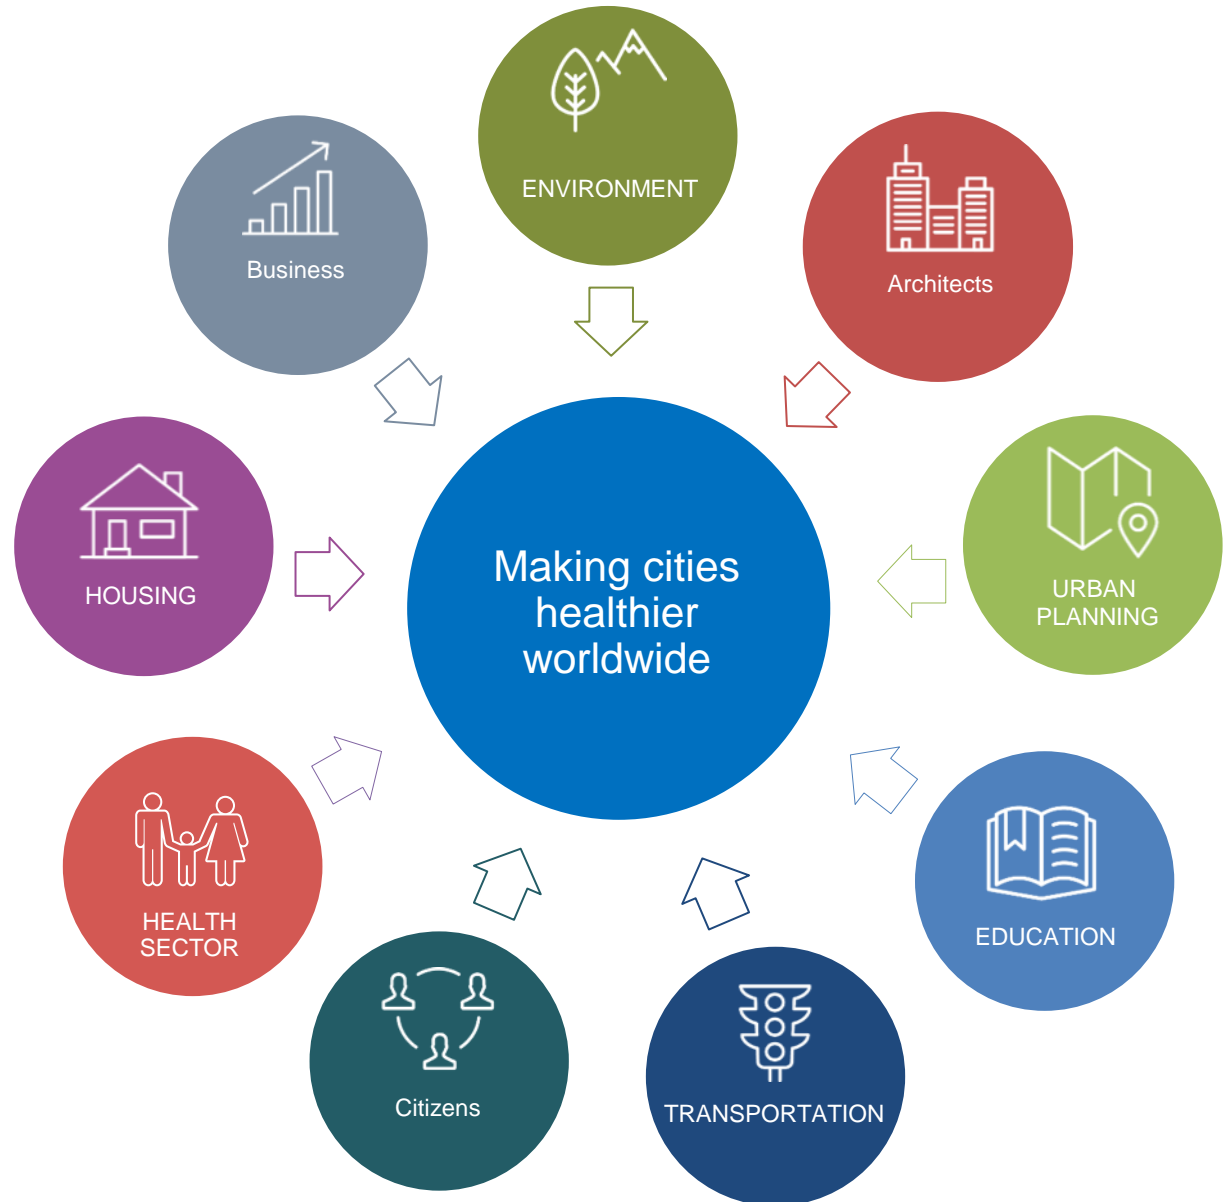 ENVIRONMENT
Business
Architects
Making cities
healthier
worldwide
HOUSING
URBAN
PLANNING
HEALTH
SECTOR
EDUCATION
Citizens
TRANSPORTATION